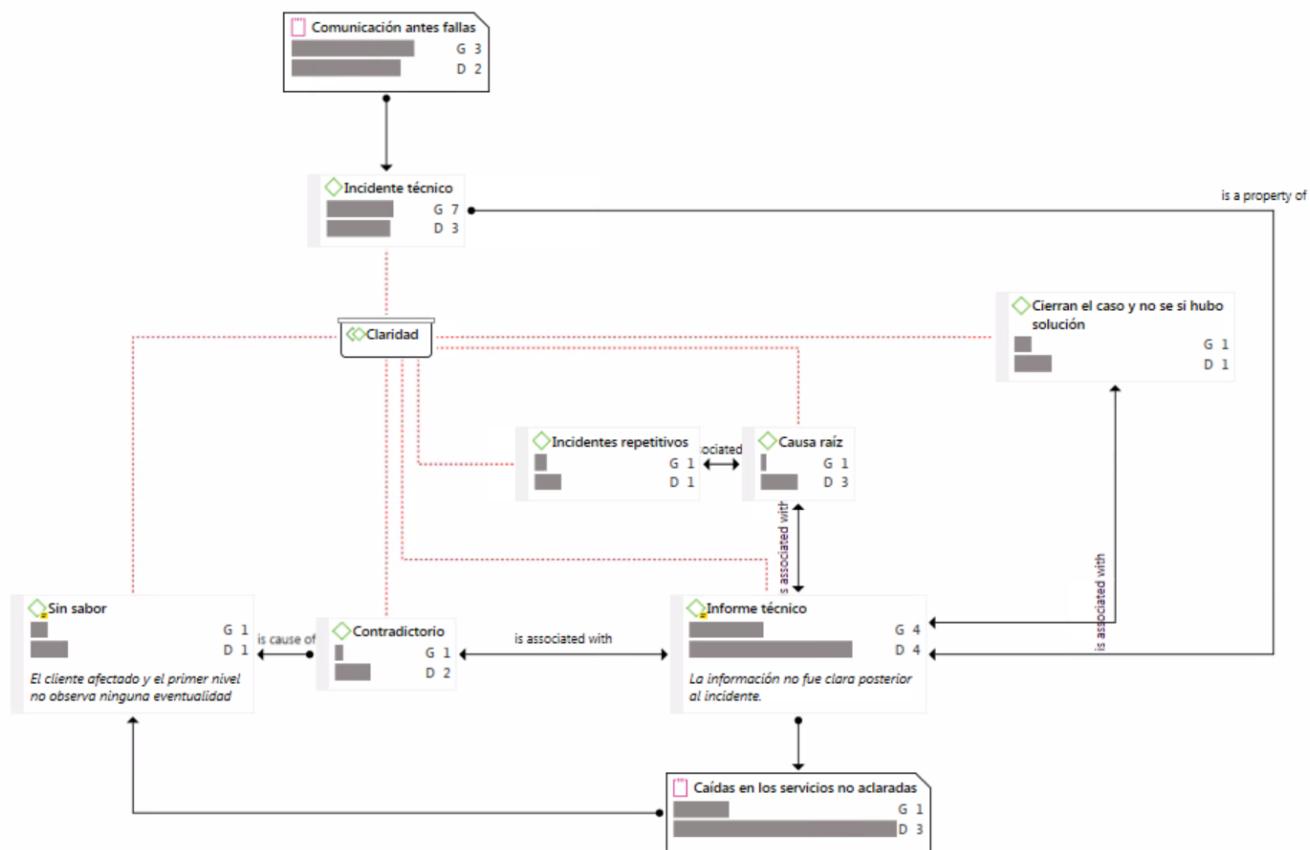 Comunicación antes fallas
G 3
D 2
Incidente técnico
G 7
D 3
is a property of
Cierran el caso y no se si hubo
solución
G 1
D 1
Claridad
Incidentes repetitivos
G 1
D 1
sociated
Causa raíz
G 1
D 3
s associated with
is associated with
Sin sabor
G 1
D 1
El cliente afectado y el primer nivel
no observa ninguna eventualidad
is cause of
Contradictorio
G 1
D 2
is associated with
Informe técnico
G 4
D 4
La información no fue clara posterior
al incidente.
Caídas en los servicios no aclaradas
G 1
D 3